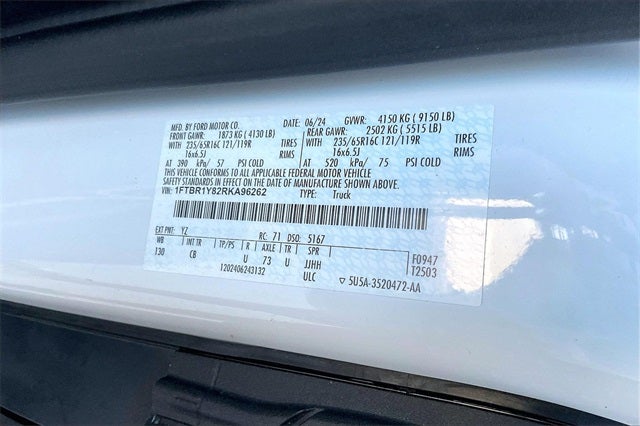 MFD. BY FORD MOTOR CO. DATE: 06/24 GVWR: 4150 KG ( 9150 LB)
FRONT GAWR: 1873 KG ( 4130 LB) REAR GAWR: 2502 KG ( 5515 LB)
WITH 235/65R16C 121/119R TIRES WITH 235/65R16C 121/119R TIRES
16x6.5J RIMS 16x6.5J RIMS
AT 390 kPa/ 57 PSI COLD AT 520 kPa/ 75 PSI COLD
THIS VEHICLE CONFORMS TO ALL APPLICABLE FEDERAL MOTOR VEHICLE
SAFETY STANDARDS IN EFFECT ON THE DATE OF MANUFACTURE SHOWN ABOVE.
VIN: 1FTBR1Y82RKA96262 TYPE: Truck
EXT PNT: YZ RC: 71 DSO: 5167
WB INT TR TP/PS R AXLE TR SPR F0947
130 CB U 73 U JJHH T2503
1202406243132 ULC 5U5A-3520472-AA